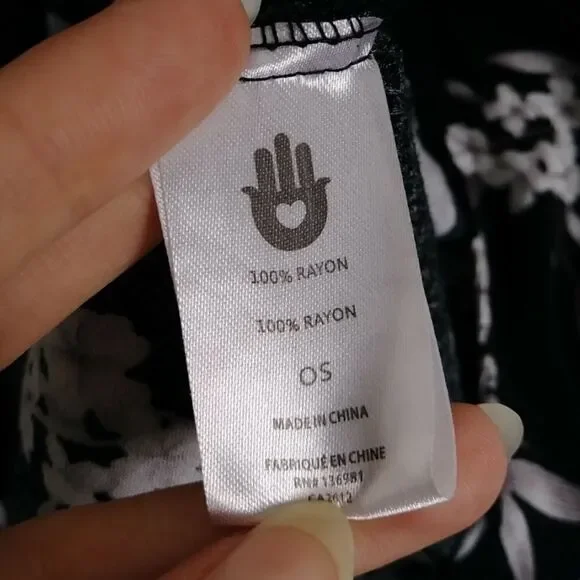 100% RAYON
100% RAYON
OS
MADE IN CHINA
FABRIQUÉ EN CHINE
RN# 136981